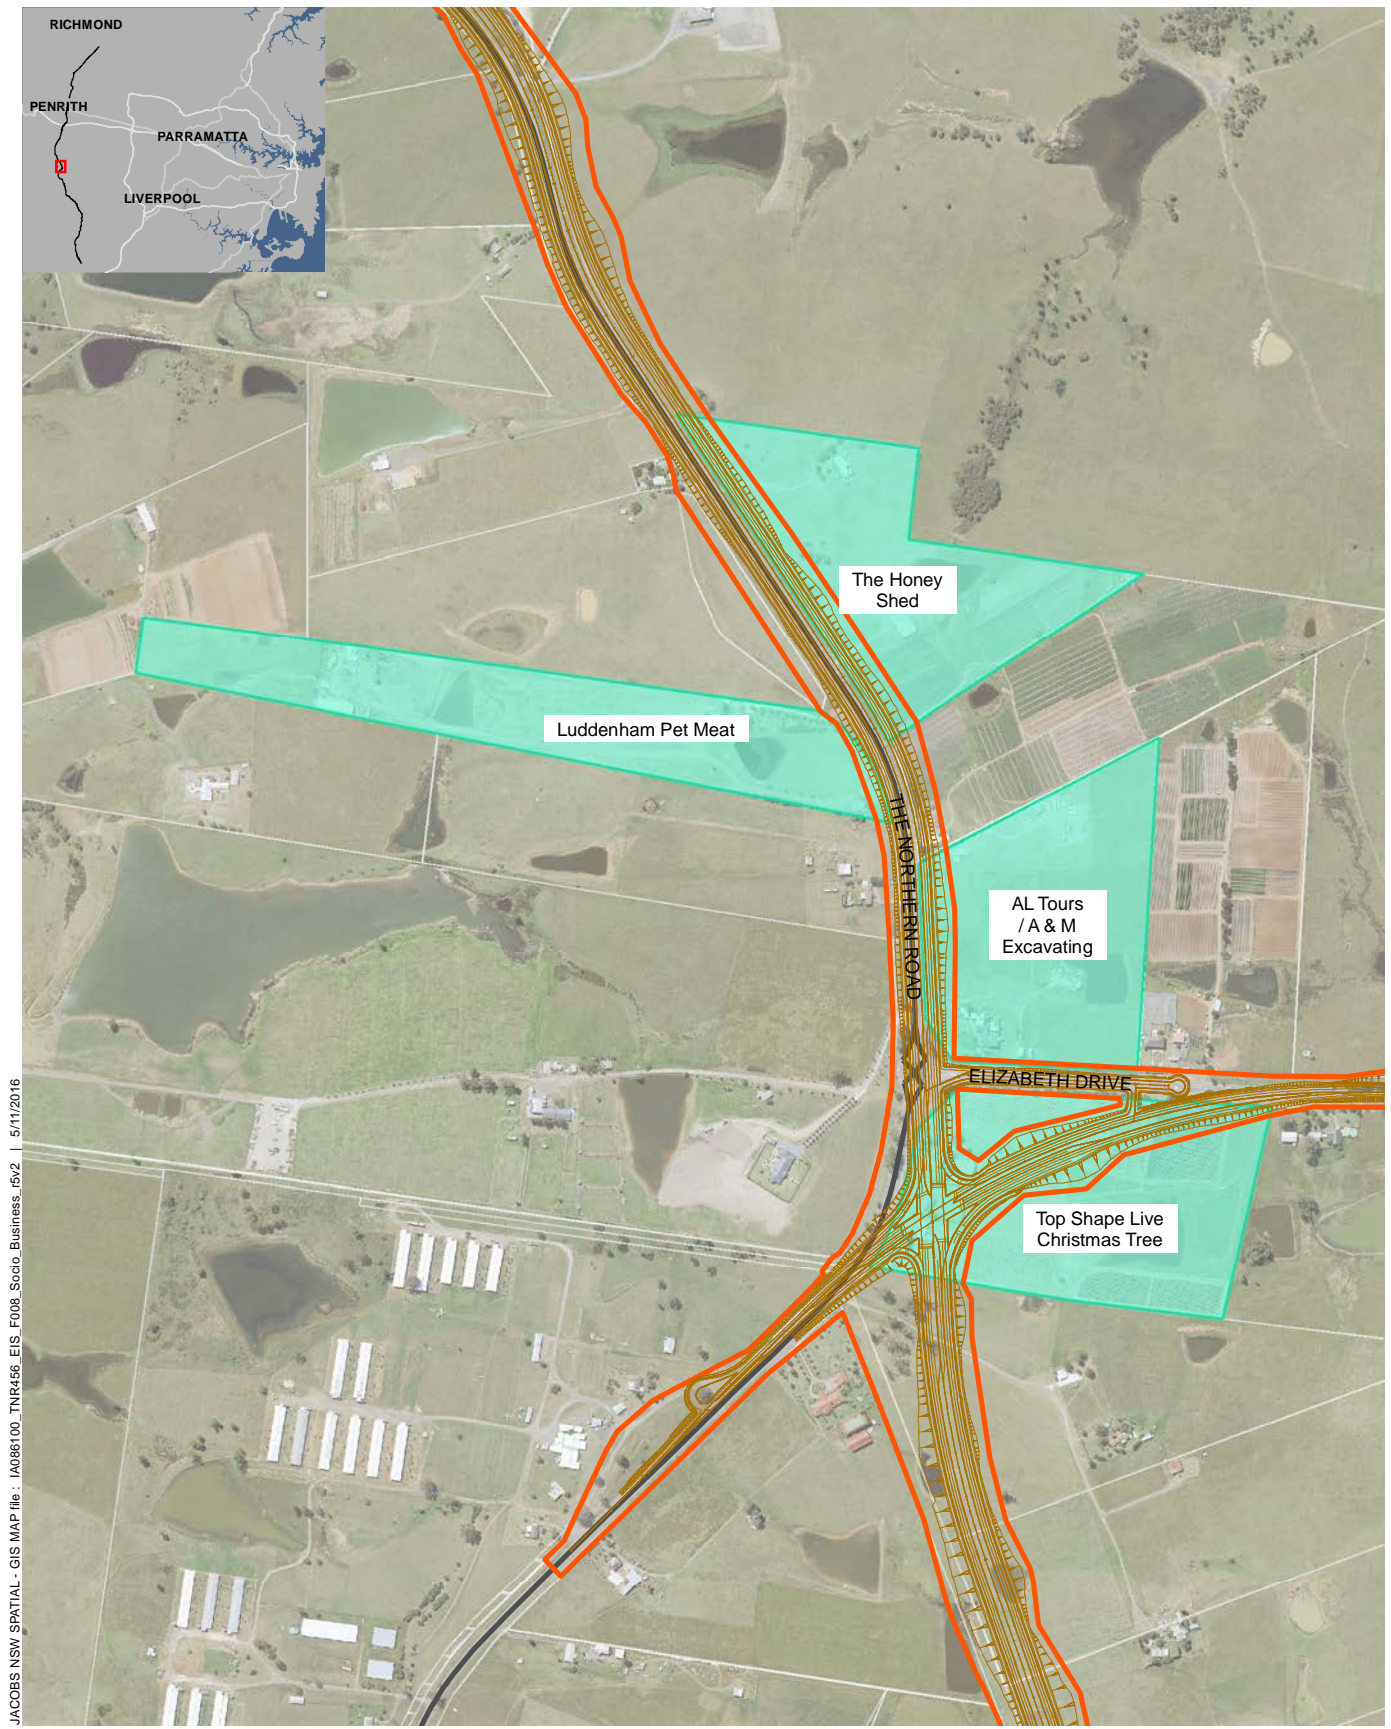 RICHMOND
PENRITH
PARRAMATTA
LIVERPOOL
The Honey
Shed
Luddenham Pet Meat
THE NORTHERN ROAD
AL Tours
/ A & M
Excavating
ELIZABETH DRIVE
Top Shape Live
Christmas Tree
JACOBS NSW SPATIAL - GIS MAP file : IA086100_TNR456_EIS_F008_Socio_Business_r5v2 | 5/11/2016